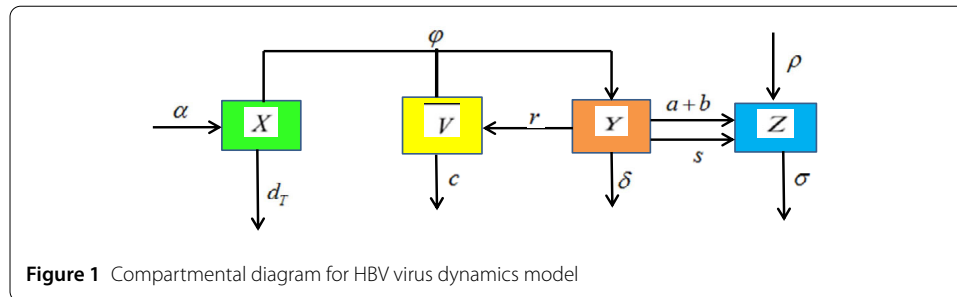 φ
ρ
α
X
V
r
Y
a+b
s
Z
d_T
c
δ
σ
Figure 1 Compartmental diagram for HBV virus dynamics model